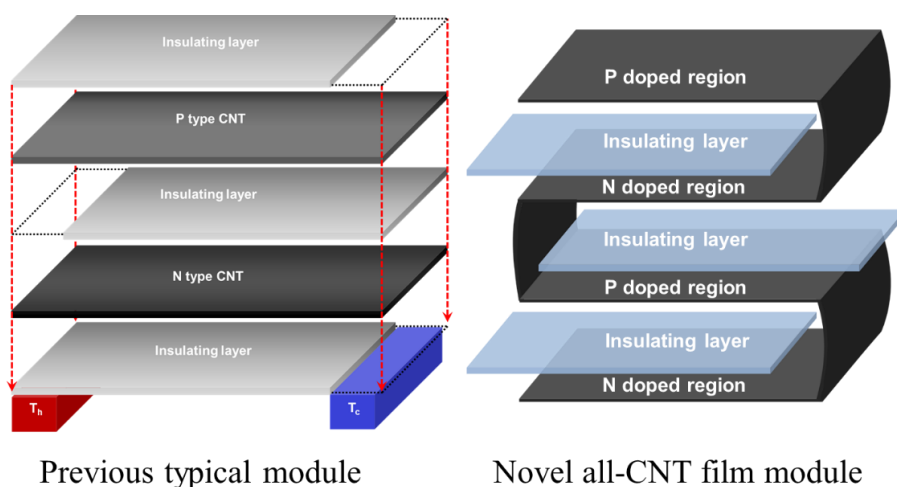 Insulating layer
P type CNT
Insulating layer
N type CNT
Insulating layer
Th
Tc
Previous typical module
P doped region
Insulating layer
N doped region
Insulating layer
P doped region
Insulating layer
N doped region
Novel all-CNT film module